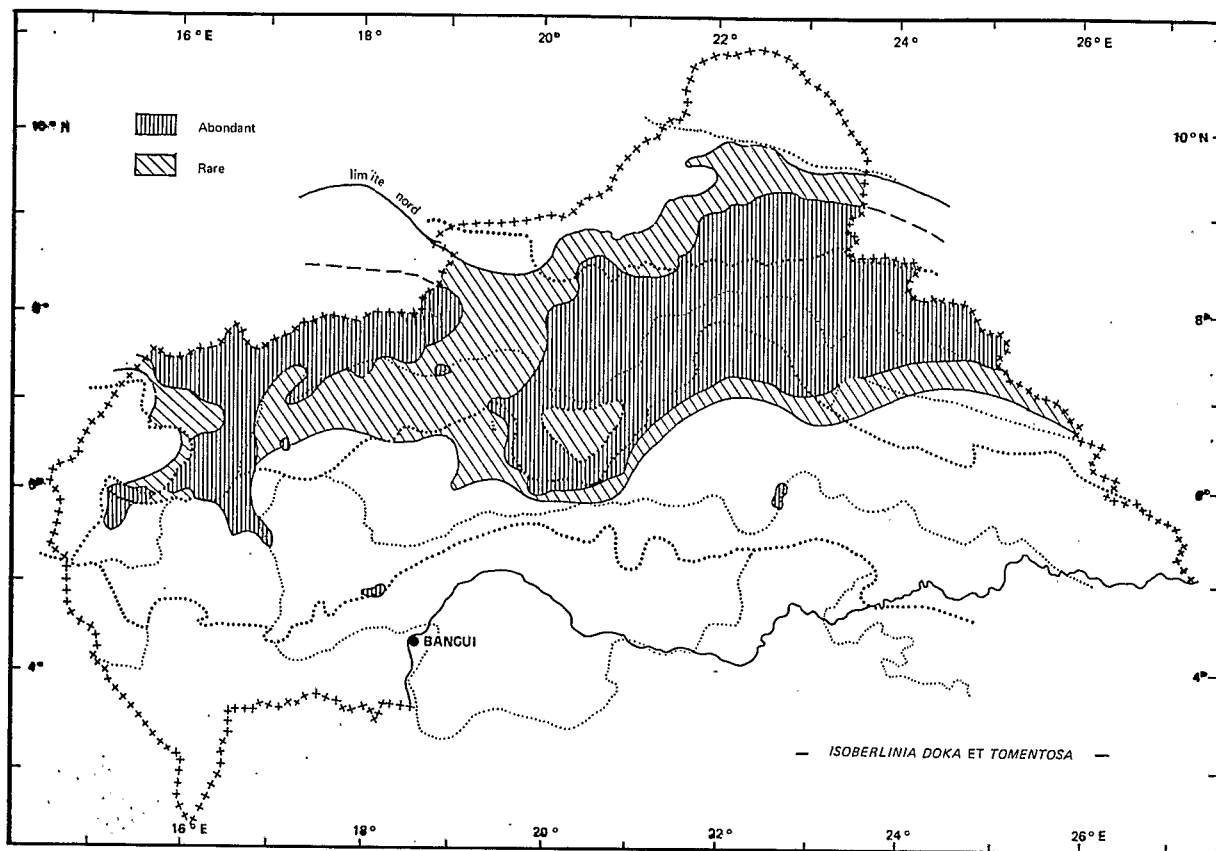 16° E 18° 20° 22° 24° 26° E
10° N 10° N
Abondant
Rare
limite nord
8° 8°
6° 6°
BANGUI
4° 4°
— ISOBERLINIA DOKA ET TOMENTOSA —
16° E 18° 20° 22° 24° 26° E